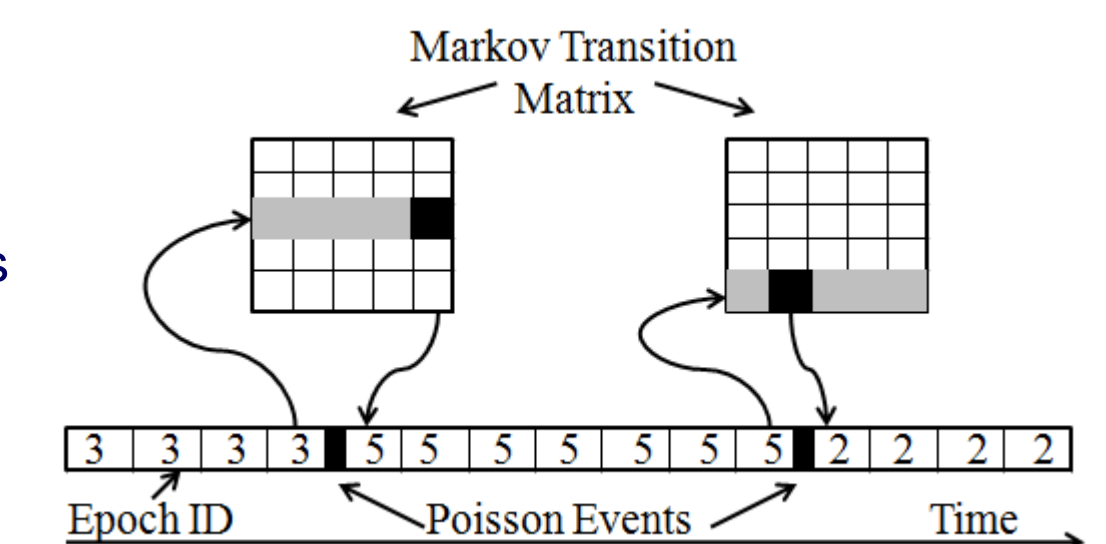 Markov Transition
Matrix
s
3 3 3 3 5 5 5 5 5 5 5 2 2 2 2
Epoch ID Poisson Events Time